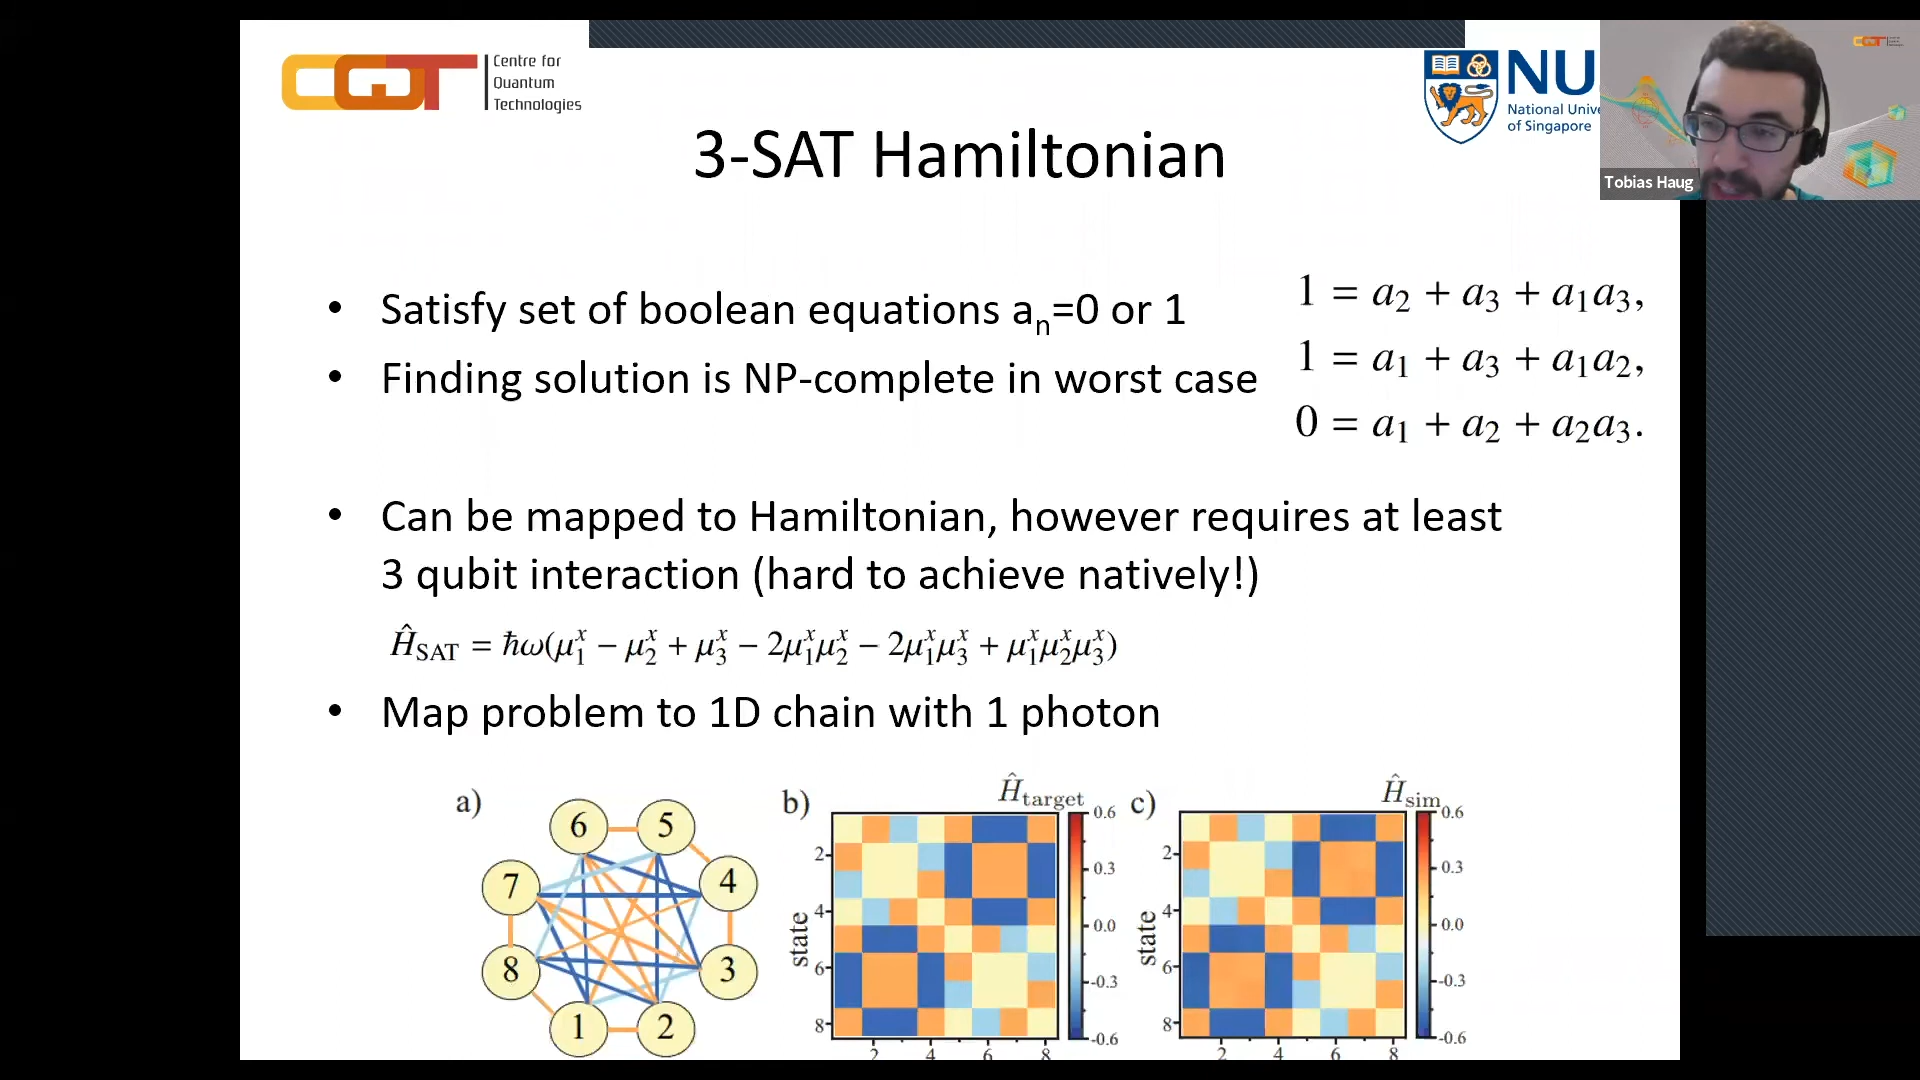 Centre for
Quantum
Technologies
CQT
NU
National Unive
of Singapore
Tobias Haug
3-SAT Hamiltonian
• Satisfy set of boolean equations aₙ=0 or 1
• Finding solution is NP-complete in worst case
1 = a₂ + a₃ + a₁a₃,
1 = a₁ + a₃ + a₁a₂,
0 = a₁ + a₂ + a₂a₃.
• Can be mapped to Hamiltonian, however requires at least
3 qubit interaction (hard to achieve natively!)
Ĥ_SAT = ħω(μ₁ˣ − μ₂ˣ + μ₃ˣ − 2μ₁ˣμ₂ˣ − 2μ₁ˣμ₃ˣ + μ₁ˣμ₂ˣμ₃ˣ)
• Map problem to 1D chain with 1 photon
a)
6 5
7 4
8 3
1 2
b)
Ĥ_target
state
2
4
6
8
2 4 6 8
0.6
0.3
0.0
-0.3
-0.6
c)
Ĥ_sim
state
2
4
6
8
2 4 6 8
0.6
0.3
0.0
-0.3
-0.6